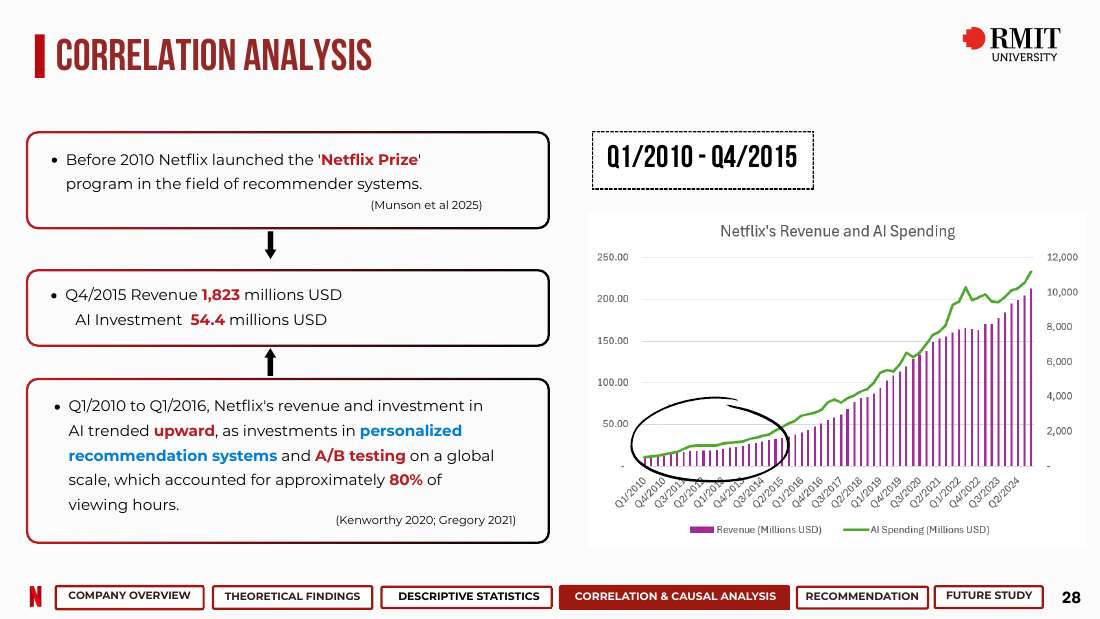 CORRELATION ANALYSIS
RMIT
UNIVERSITY
• Before 2010 Netflix launched the 'Netflix Prize'
program in the field of recommender systems.
(Munson et al 2025)
• Q4/2015 Revenue 1,823 millions USD
AI Investment 54.4 millions USD
• Q1/2010 to Q1/2016, Netflix's revenue and investment in
AI trended upward, as investments in personalized
recommendation systems and A/B testing on a global
scale, which accounted for approximately 80% of
viewing hours.
(Kenworthy 2020; Gregory 2021)
Q1/2010 - Q4/2015
Netflix's Revenue and AI Spending
250.00
200.00
150.00
100.00
50.00
-
12,000
10,000
8,000
6,000
4,000
2,000
-
Q1/2010
Q4/2010
Q3/2011
Q2/2012
Q1/2013
Q4/2013
Q3/2014
Q2/2015
Q1/2016
Q4/2016
Q3/2017
Q2/2018
Q1/2019
Q4/2019
Q3/2020
Q2/2021
Q1/2022
Q4/2022
Q3/2023
Q2/2024
Revenue (Millions USD)
AI Spending (Millions USD)
N
COMPANY OVERVIEW
THEORETICAL FINDINGS
DESCRIPTIVE STATISTICS
CORRELATION & CAUSAL ANALYSIS
RECOMMENDATION
FUTURE STUDY
28